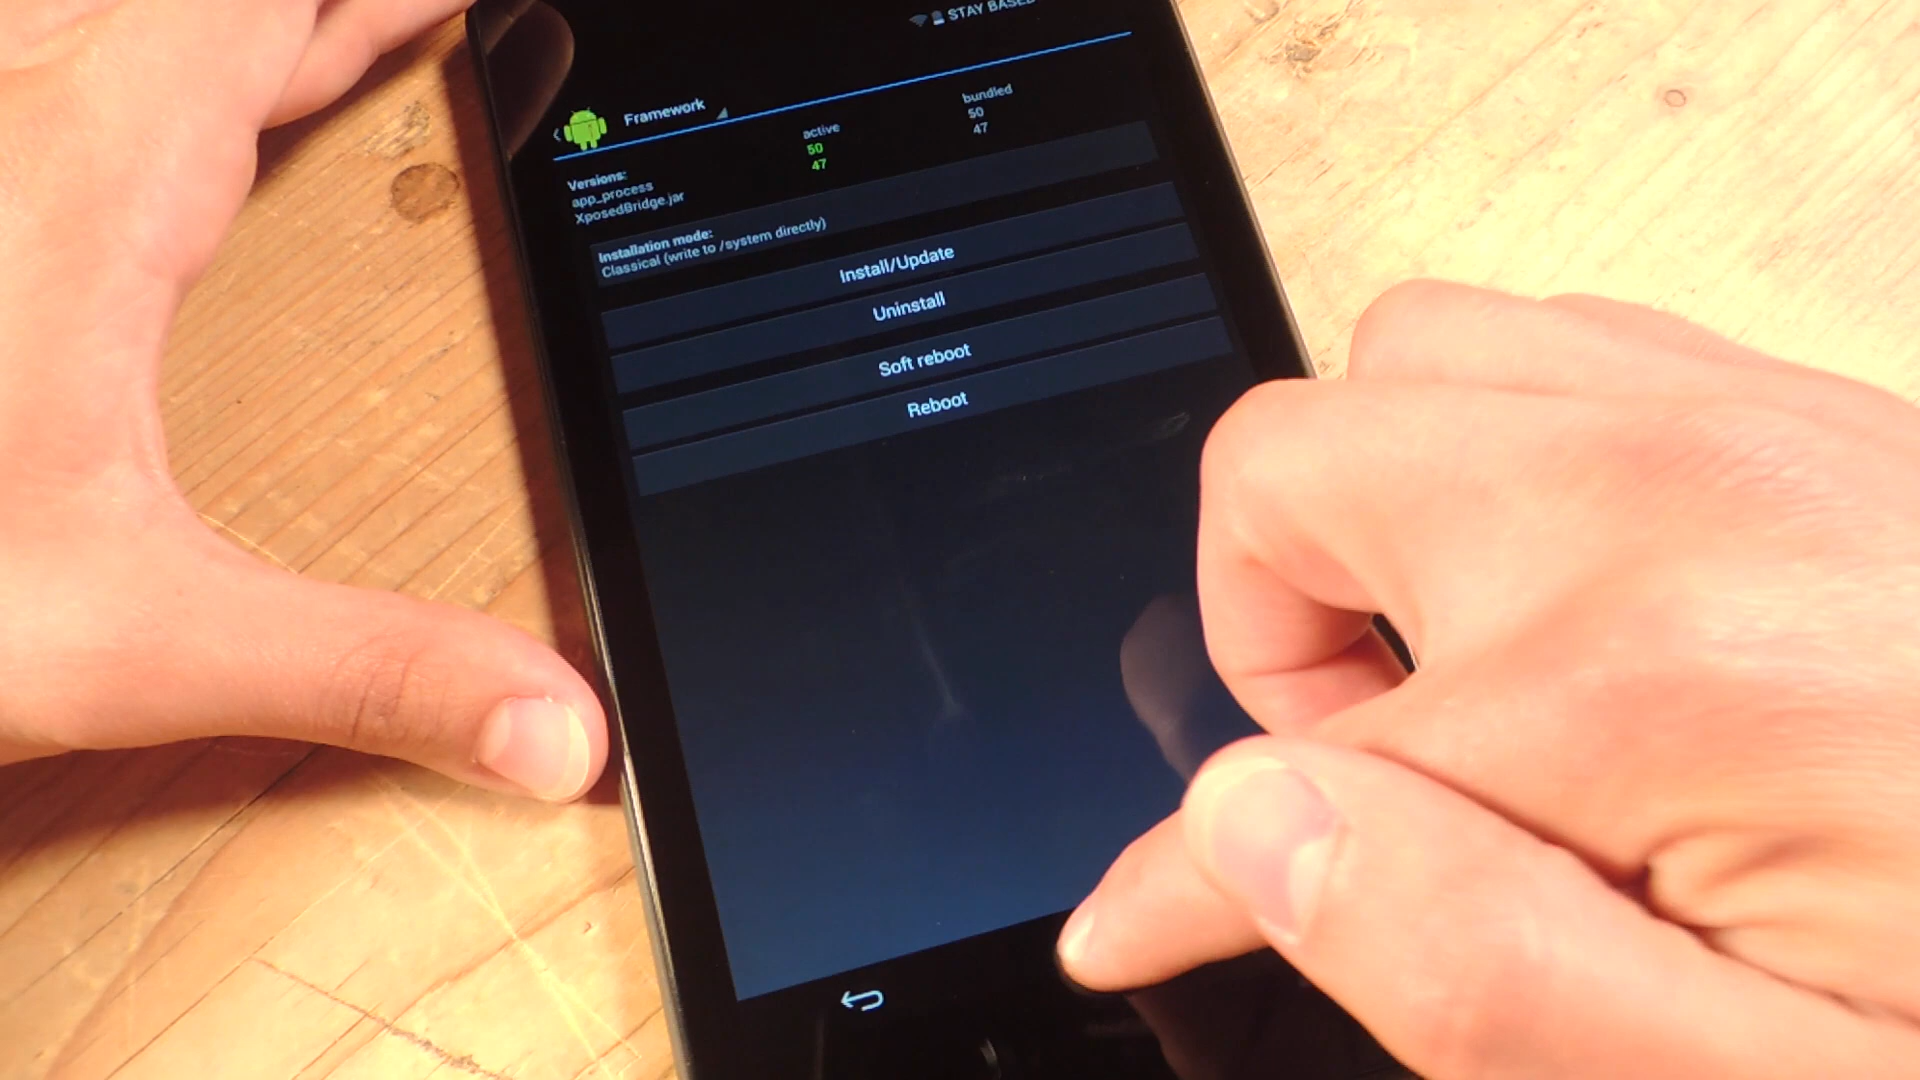 STAY BASED
Framework
Versions: active bundled
app_process 50 50
XposedBridge.jar 47 47
Installation mode:
Classical (write to /system directly)
Install/Update
Uninstall
Soft reboot
Reboot